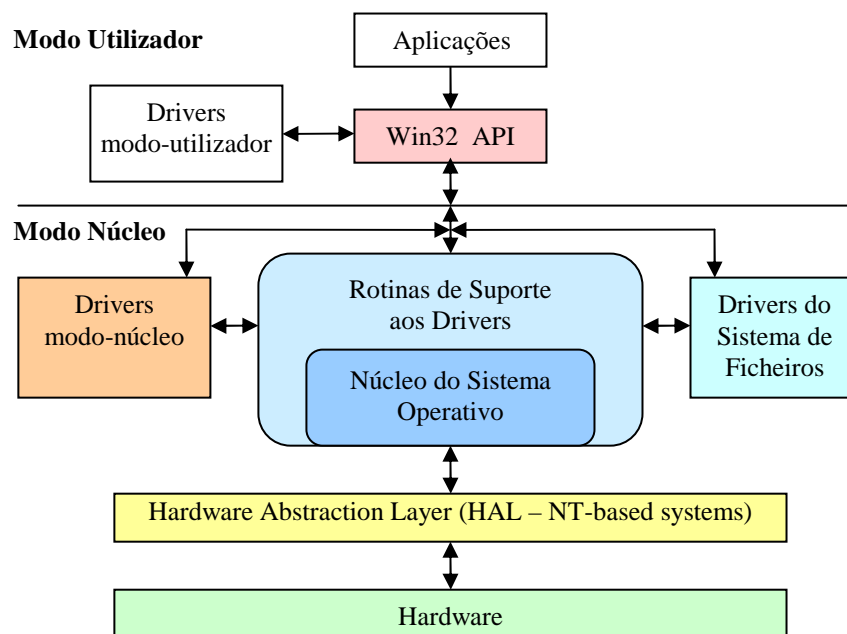 Modo Utilizador
Aplicações
Drivers
modo-utilizador
Win32 API
Modo Núcleo
Drivers
modo-núcleo
Rotinas de Suporte
aos Drivers
Núcleo do Sistema
Operativo
Drivers do
Sistema de
Ficheiros
Hardware Abstraction Layer (HAL – NT-based systems)
Hardware